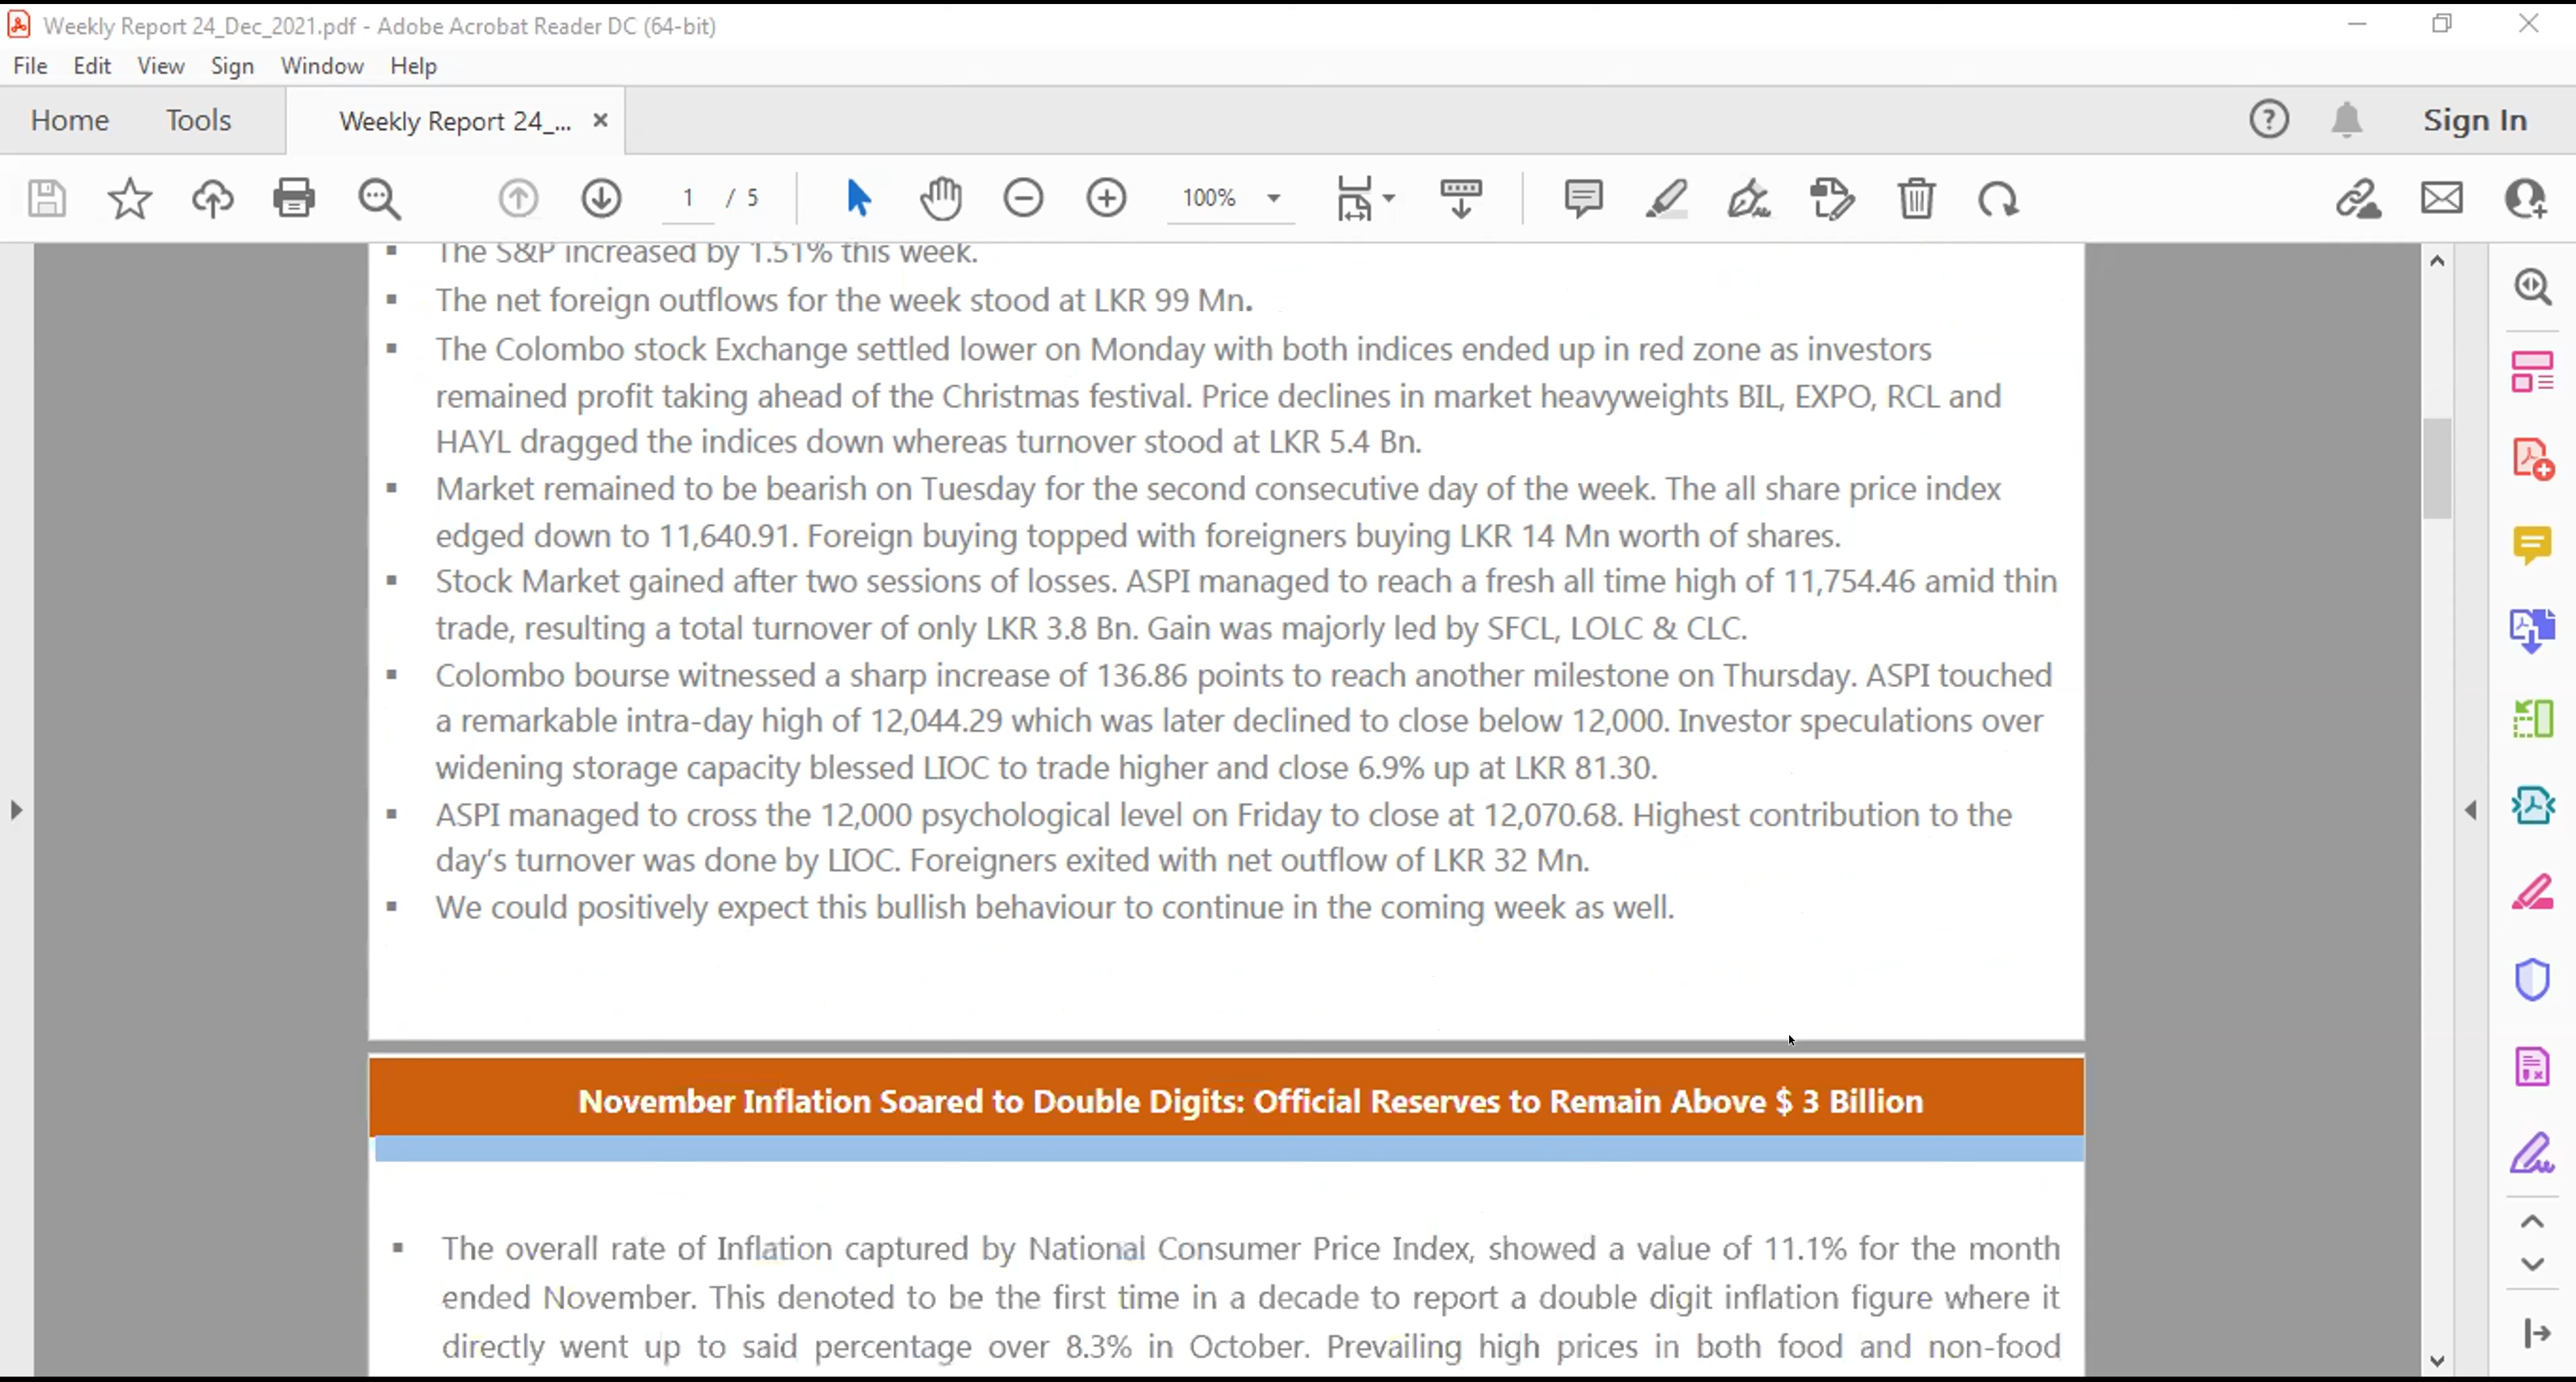 Weekly Report 24_Dec_2021.pdf - Adobe Acrobat Reader DC (64-bit)
File Edit View Sign Window Help
Home Tools Weekly Report 24_... × Sign In
1 / 5 100%
▪ The S&P increased by 1.51% this week.
▪ The net foreign outflows for the week stood at LKR 99 Mn.
▪ The Colombo stock Exchange settled lower on Monday with both indices ended up in red zone as investors
remained profit taking ahead of the Christmas festival. Price declines in market heavyweights BIL, EXPO, RCL and
HAYL dragged the indices down whereas turnover stood at LKR 5.4 Bn.
▪ Market remained to be bearish on Tuesday for the second consecutive day of the week. The all share price index
edged down to 11,640.91. Foreign buying topped with foreigners buying LKR 14 Mn worth of shares.
▪ Stock Market gained after two sessions of losses. ASPI managed to reach a fresh all time high of 11,754.46 amid thin
trade, resulting a total turnover of only LKR 3.8 Bn. Gain was majorly led by SFCL, LOLC & CLC.
▪ Colombo bourse witnessed a sharp increase of 136.86 points to reach another milestone on Thursday. ASPI touched
a remarkable intra-day high of 12,044.29 which was later declined to close below 12,000. Investor speculations over
widening storage capacity blessed LIOC to trade higher and close 6.9% up at LKR 81.30.
▪ ASPI managed to cross the 12,000 psychological level on Friday to close at 12,070.68. Highest contribution to the
day's turnover was done by LIOC. Foreigners exited with net outflow of LKR 32 Mn.
▪ We could positively expect this bullish behaviour to continue in the coming week as well.
November Inflation Soared to Double Digits: Official Reserves to Remain Above $ 3 Billion
▪ The overall rate of Inflation captured by National Consumer Price Index, showed a value of 11.1% for the month
ended November. This denoted to be the first time in a decade to report a double digit inflation figure where it
directly went up to said percentage over 8.3% in October. Prevailing high prices in both food and non-food